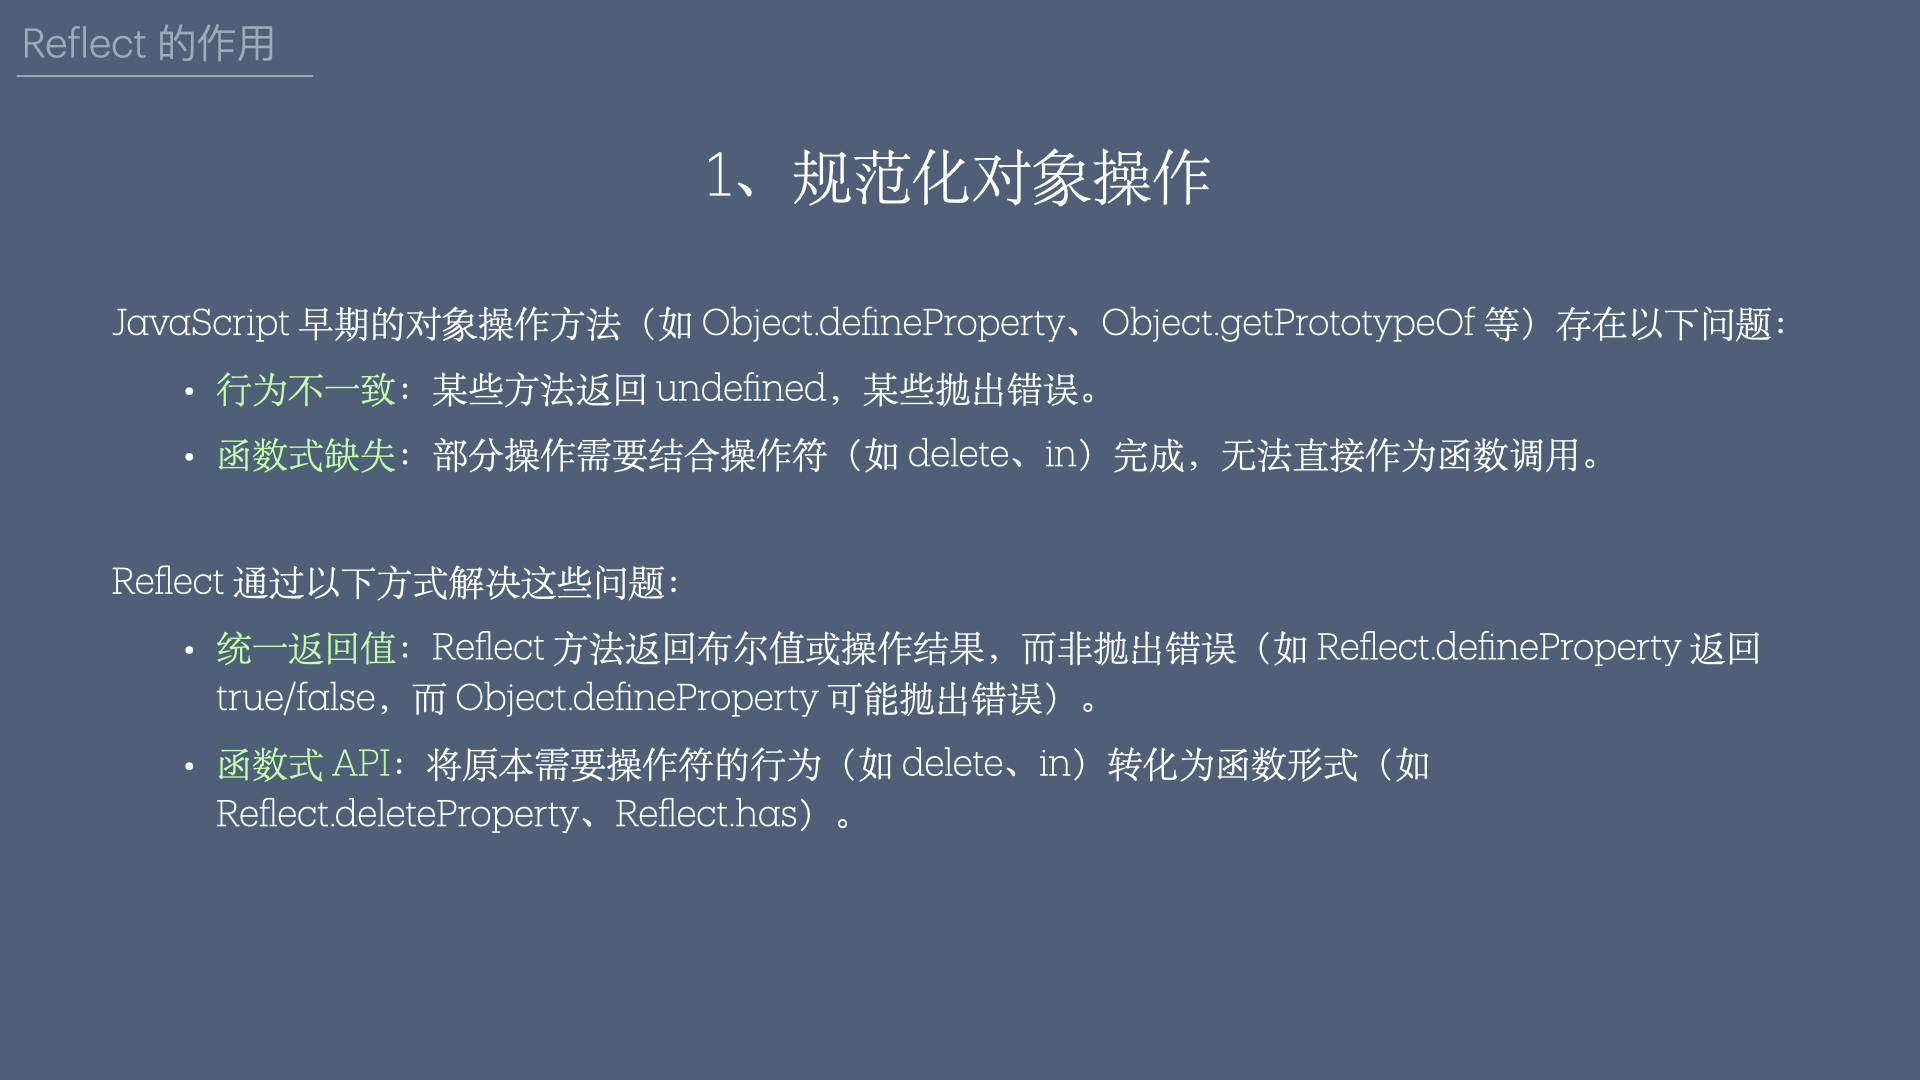 Reflect 的作用
1、规范化对象操作
JavaScript 早期的对象操作方法（如 Object.defineProperty、Object.getPrototypeOf 等）存在以下问题：
• 行为不一致：某些方法返回 undefined，某些抛出错误。
• 函数式缺失：部分操作需要结合操作符（如 delete、in）完成，无法直接作为函数调用。
Reflect 通过以下方式解决这些问题：
• 统一返回值：Reflect 方法返回布尔值或操作结果，而非抛出错误（如 Reflect.defineProperty 返回
true/false，而 Object.defineProperty 可能抛出错误）。
• 函数式 API：将原本需要操作符的行为（如 delete、in）转化为函数形式（如
Reflect.deleteProperty、Reflect.has）。